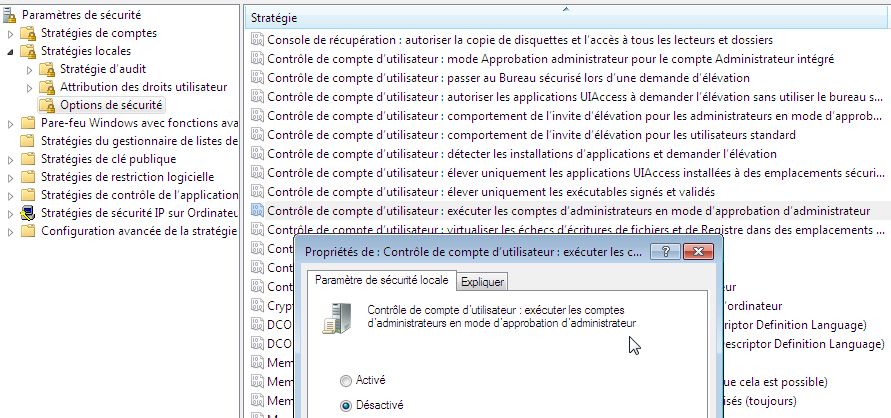 Paramètres de sécurité
Stratégies de comptes
Stratégies locales
Stratégie d'audit
Attribution des droits utilisateur
Options de sécurité
Pare-feu Windows avec fonctions ava
Stratégies du gestionnaire de listes de
Stratégies de clé publique
Stratégies de restriction logicielle
Stratégies de contrôle de l'application
Stratégies de sécurité IP sur Ordinateu
Configuration avancée de la stratégie
Stratégie
Console de récupération : autoriser la copie de disquettes et l'accès à tous les lecteurs et dossiers
Contrôle de compte d'utilisateur : mode Approbation administrateur pour le compte Administrateur intégré
Contrôle de compte d'utilisateur : passer au Bureau sécurisé lors d'une demande d'élévation
Contrôle de compte d'utilisateur : autoriser les applications UIAccess à demander l'élévation sans utiliser le bureau s...
Contrôle de compte d'utilisateur : comportement de l'invite d'élévation pour les administrateurs en mode d'approb...
Contrôle de compte d'utilisateur : comportement de l'invite d'élévation pour les utilisateurs standard
Contrôle de compte d'utilisateur : détecter les installations d'applications et demander l'élévation
Contrôle de compte d'utilisateur : élever uniquement les applications UIAccess installées à des emplacements sécuri...
Contrôle de compte d'utilisateur : élever uniquement les exécutables signés et validés
Contrôle de compte d'utilisateur : exécuter les comptes d'administrateurs en mode d'approbation d'administrateur
Contrôle de compte d'utilisateur : virtualiser les échecs d'écritures de fichiers et de Registre dans des emplacements ...
Cont
Cont
Cont eur
Cryp 'ordinateur
DCO criptor Definition Language)
DCO escriptor Definition Language)
Mem
Mem que cela est possible)
Mem isés (toujours)
Propriétés de : Contrôle de compte d'utilisateur : exécuter les c...
?
Paramètre de sécurité locale
Expliquer
Contrôle de compte d'utilisateur : exécuter les comptes
d'administrateurs en mode d'approbation d'administrateur
Activé
Désactivé